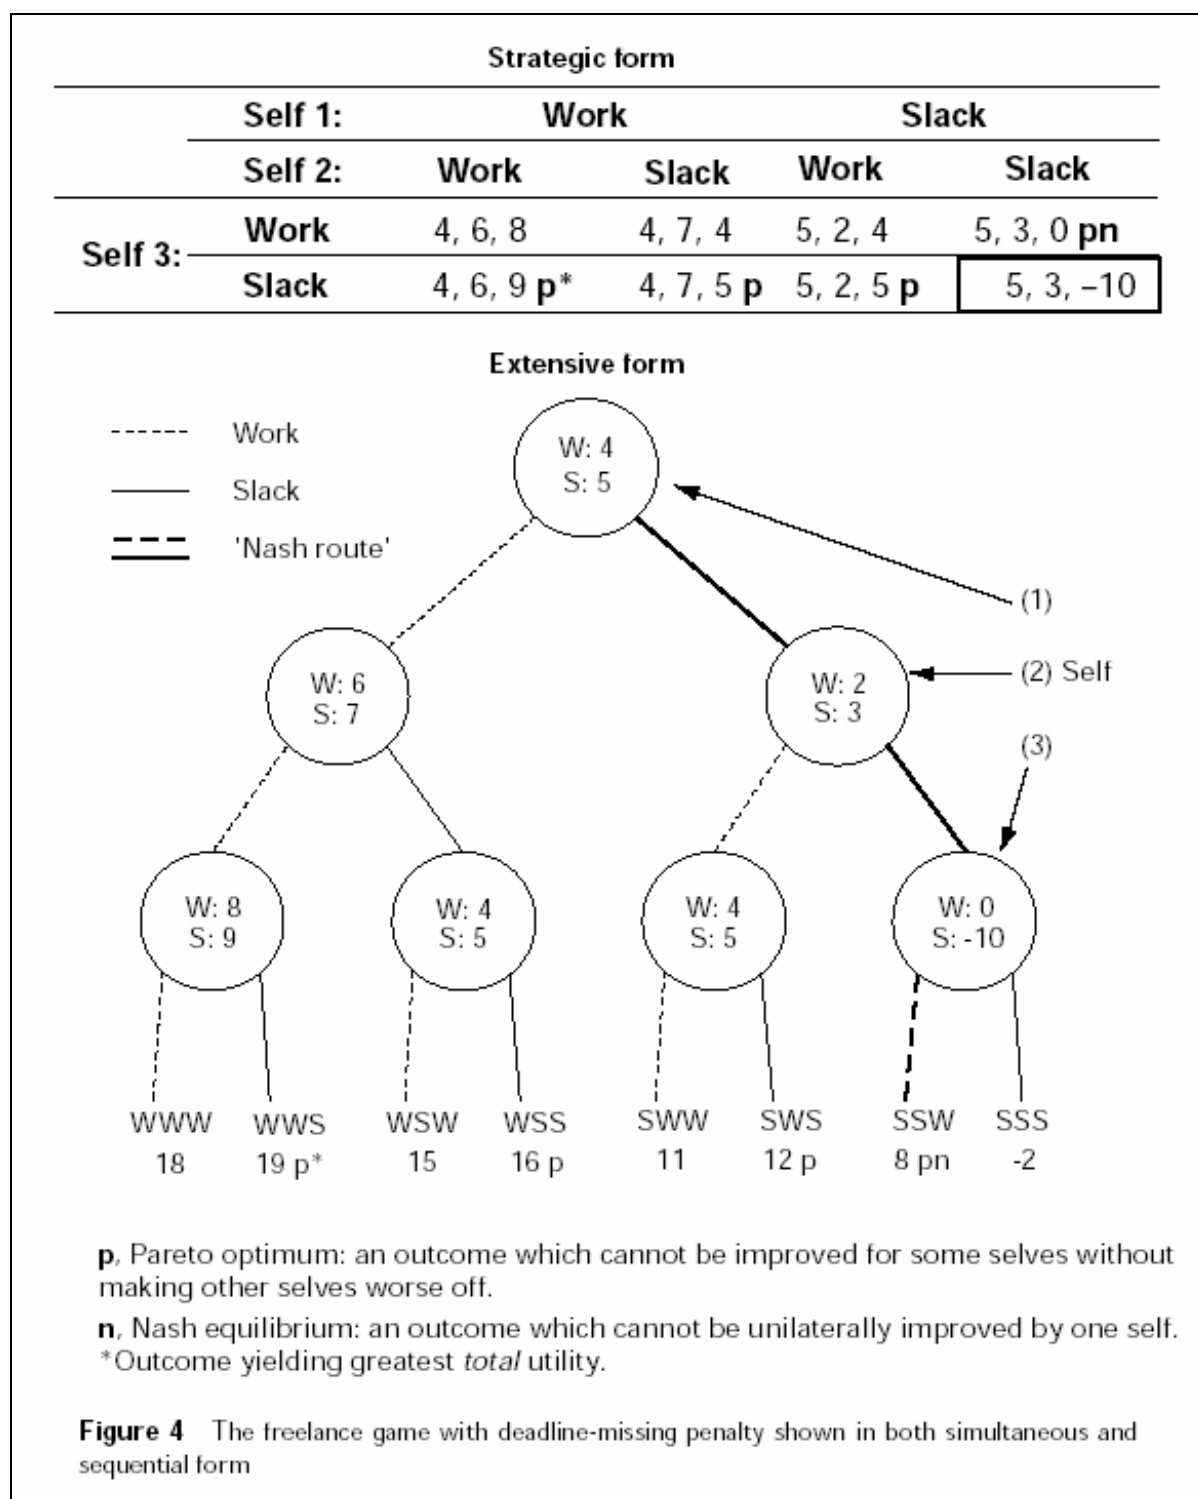 Strategic form
Self 1: Work Slack
Self 2: Work Slack Work Slack
Self 3: Work 4, 6, 8 4, 7, 4 5, 2, 4 5, 3, 0 pn
Slack 4, 6, 9 p* 4, 7, 5 p 5, 2, 5 p 5, 3, –10
Extensive form
Work
Slack
'Nash route'
W: 4
S: 5
(1)
W: 6
S: 7
W: 2
S: 3
(2) Self
(3)
W: 8
S: 9
W: 4
S: 5
W: 4
S: 5
W: 0
S: -10
WWW WWS WSW WSS SWW SWS SSW SSS
18 19 p* 15 16 p 11 12 p 8 pn -2
p, Pareto optimum: an outcome which cannot be improved for some selves without
making other selves worse off.
n, Nash equilibrium: an outcome which cannot be unilaterally improved by one self.
*Outcome yielding greatest total utility.
Figure 4 The freelance game with deadline-missing penalty shown in both simultaneous and
sequential form